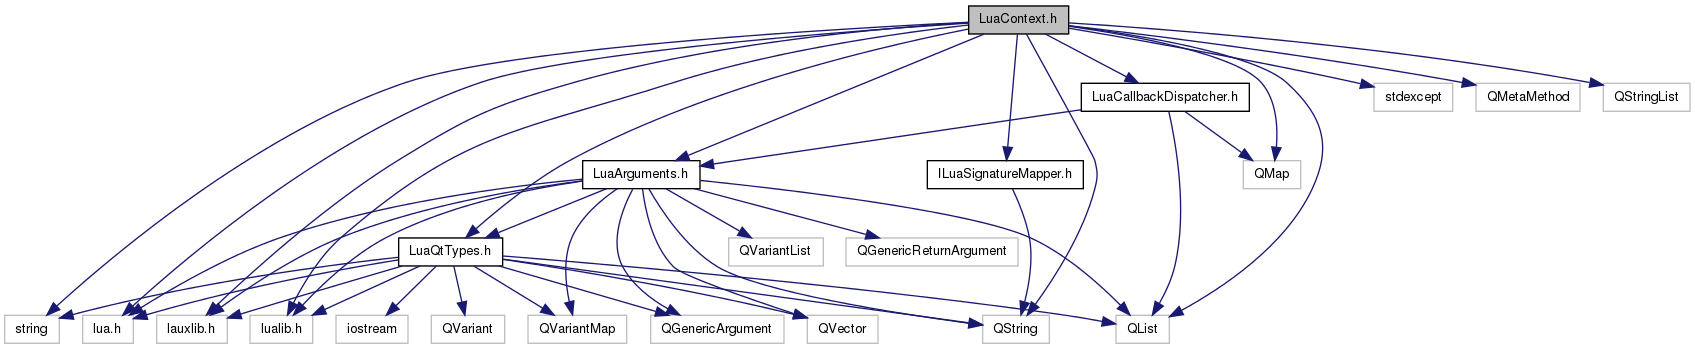 LuaContext.h
LuaCallbackDispatcher.h
stdexcept
QMetaMethod
QStringList
LuaArguments.h
ILuaSignatureMapper.h
QMap
LuaQtTypes.h
QVariantList
QGenericReturnArgument
string
lua.h
lauxlib.h
lualib.h
iostream
QVariant
QVariantMap
QGenericArgument
QVector
QString
QList